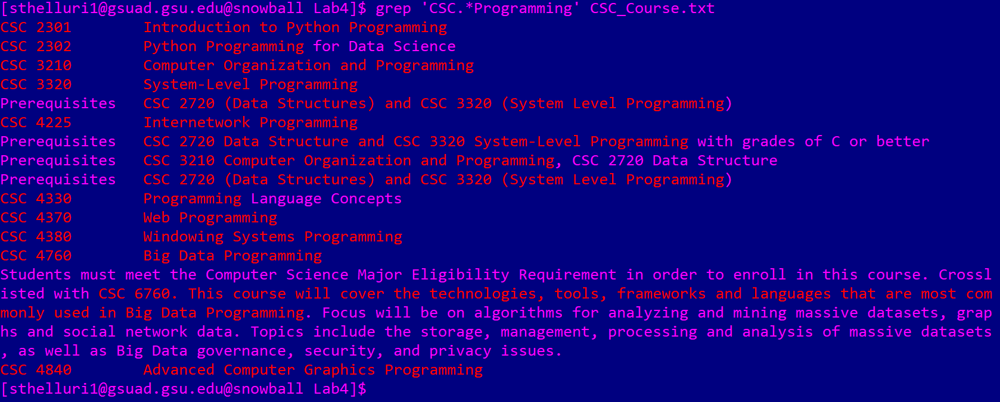 [sthelluri1@gsuad.gsu.edu@snowball Lab4]$ grep 'CSC.*Programming' CSC_Course.txt
CSC 2301        Introduction to Python Programming
CSC 2302        Python Programming for Data Science
CSC 3210        Computer Organization and Programming
CSC 3320        System-Level Programming
Prerequisites   CSC 2720 (Data Structures) and CSC 3320 (System Level Programming)
CSC 4225        Internetwork Programming
Prerequisites   CSC 2720 Data Structure and CSC 3320 System-Level Programming with grades of C or better
Prerequisites   CSC 3210 Computer Organization and Programming, CSC 2720 Data Structure
Prerequisites   CSC 2720 (Data Structures) and CSC 3320 (System Level Programming)
CSC 4330        Programming Language Concepts
CSC 4370        Web Programming
CSC 4380        Windowing Systems Programming
CSC 4760        Big Data Programming
Students must meet the Computer Science Major Eligibility Requirement in order to enroll in this course. Crossl
isted with CSC 6760. This course will cover the technologies, tools, frameworks and languages that are most com
monly used in Big Data Programming. Focus will be on algorithms for analyzing and mining massive datasets, grap
hs and social network data. Topics include the storage, management, processing and analysis of massive datasets
, as well as Big Data governance, security, and privacy issues.
CSC 4840        Advanced Computer Graphics Programming
[sthelluri1@gsuad.gsu.edu@snowball Lab4]$